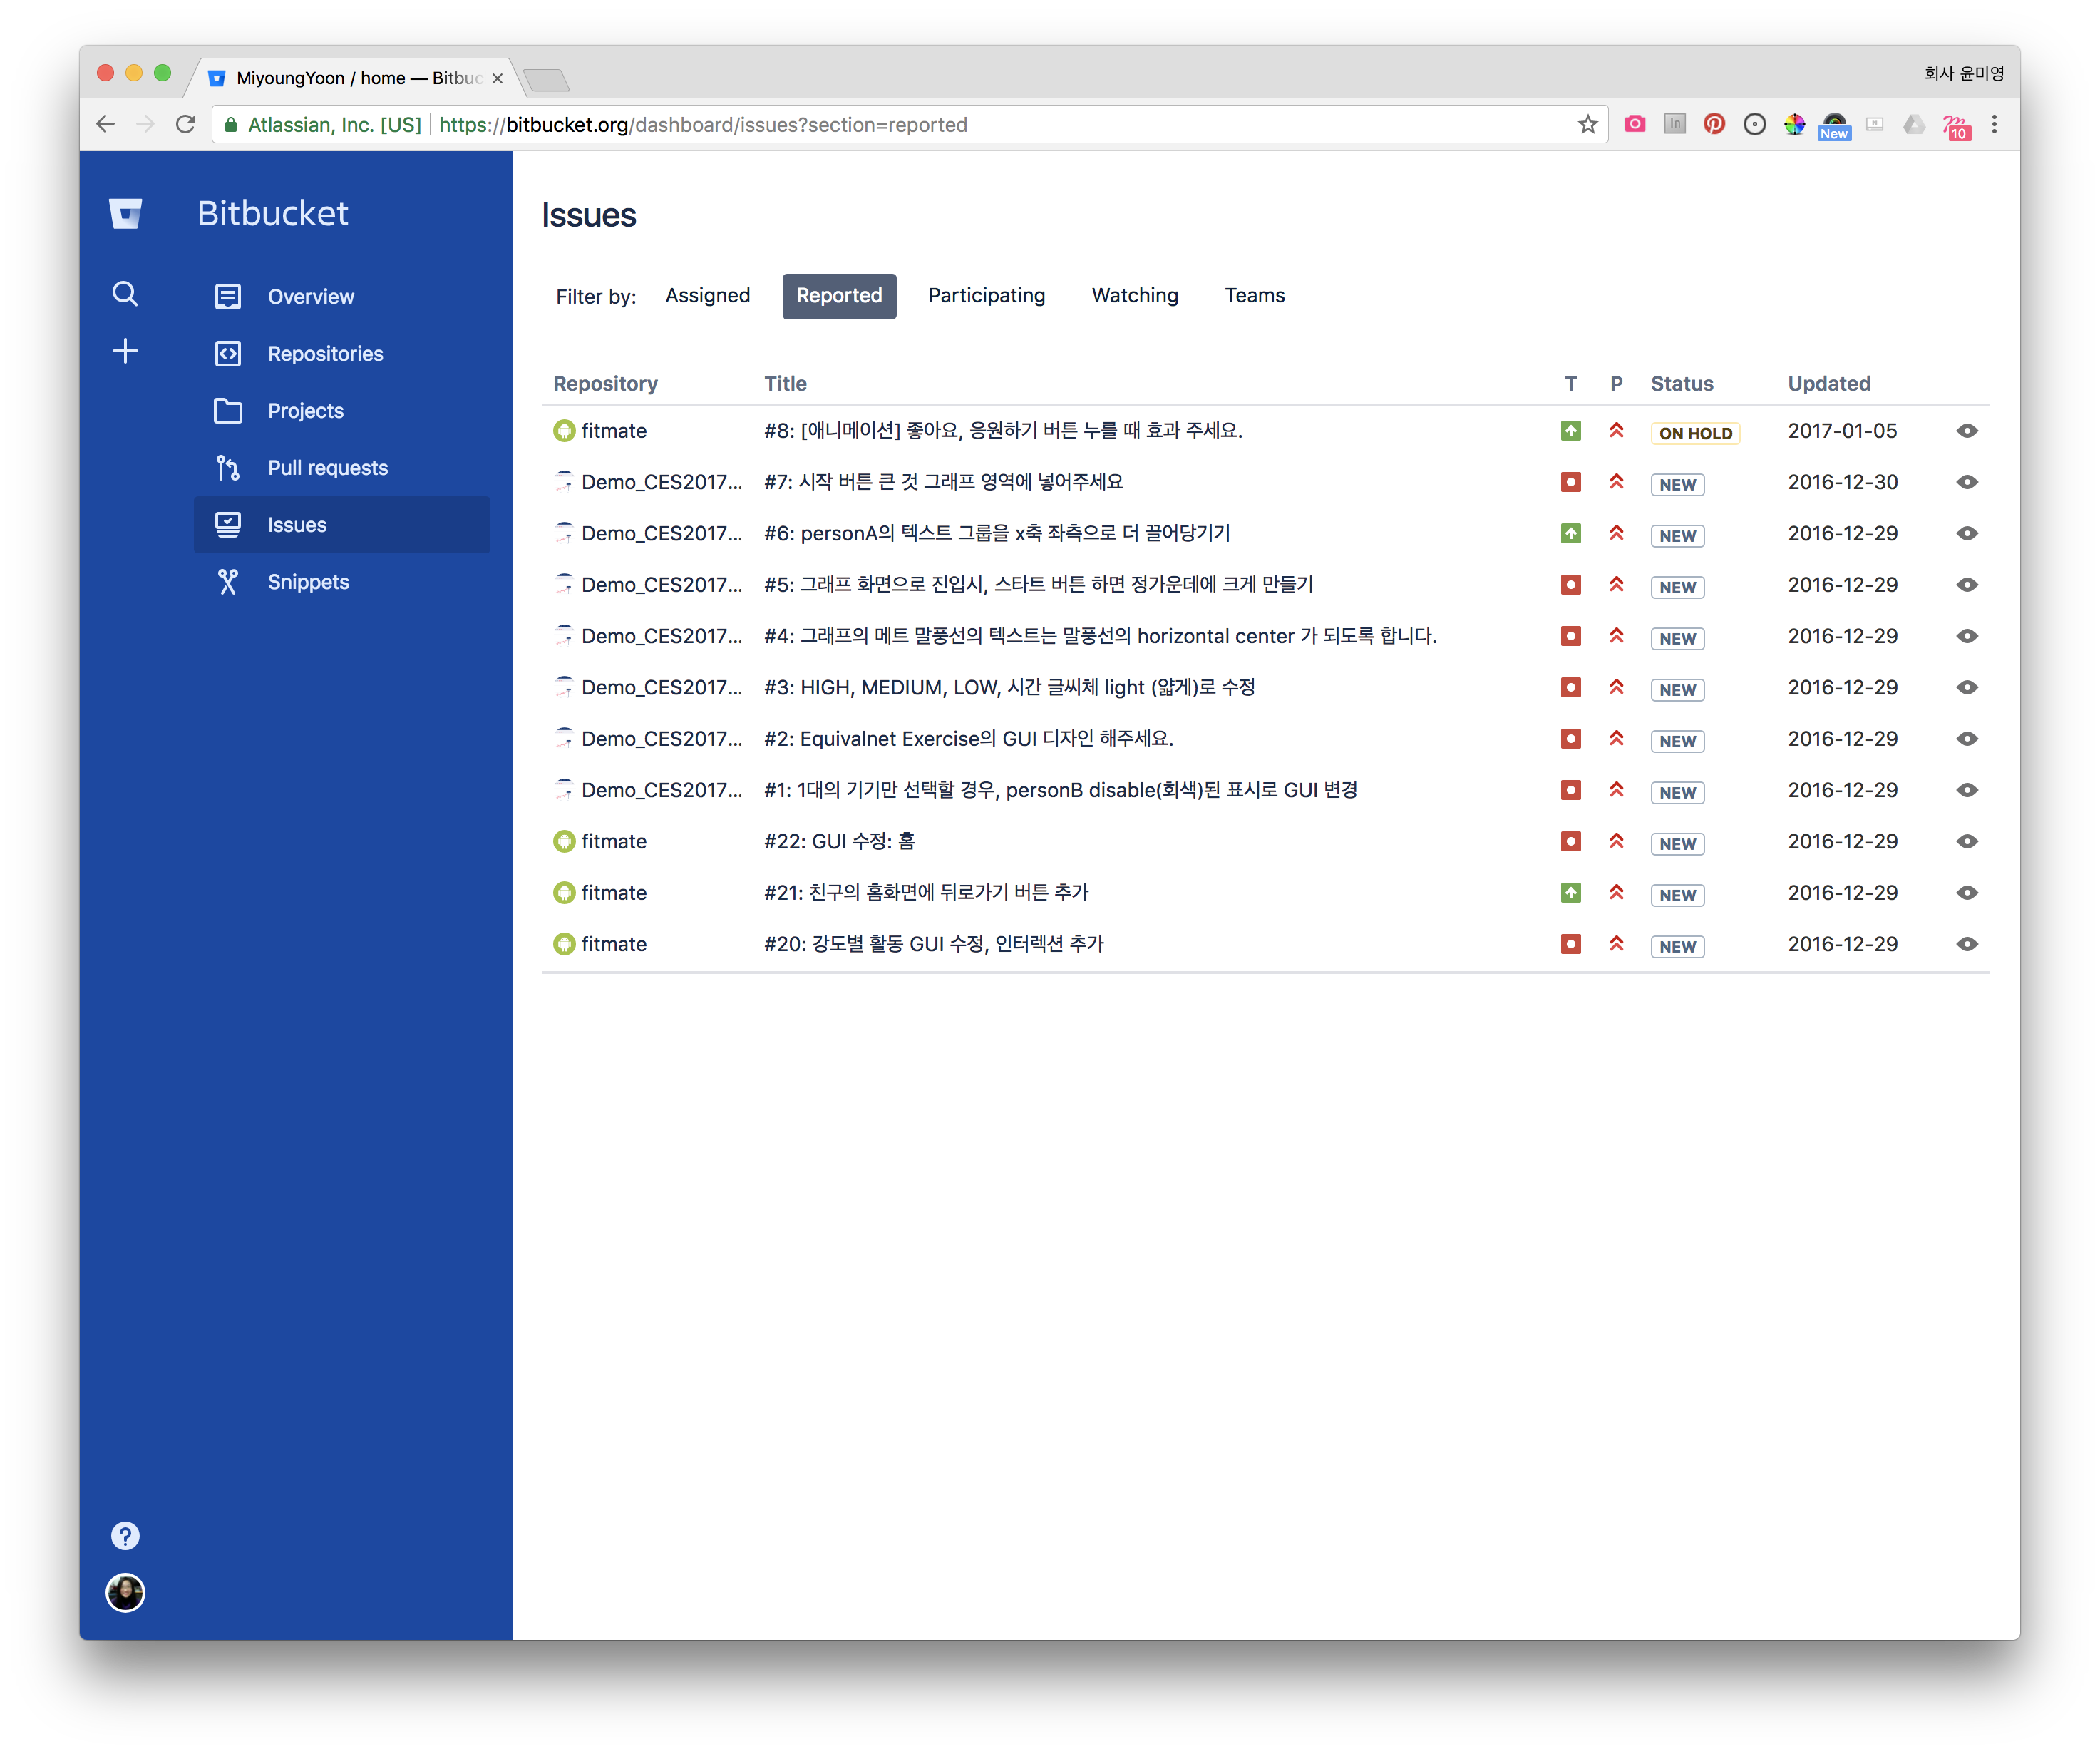 MiyoungYoon / home — Bitbuc
회사 윤미영
Atlassian, Inc. [US] https://bitbucket.org/dashboard/issues?section=reported
In
New
10
Bitbucket
Overview
Repositories
Projects
Pull requests
Issues
Snippets
?
Issues
Filter by: Assigned Reported Participating Watching Teams
Repository Title T P Status Updated
fitmate #8: [애니메이션] 좋아요, 응원하기 버튼 누를 때 효과 주세요. ON HOLD 2017-01-05
Demo_CES2017... #7: 시작 버튼 큰 것 그래프 영역에 넣어주세요 NEW 2016-12-30
Demo_CES2017... #6: personA의 텍스트 그룹을 x축 좌측으로 더 끌어당기기 NEW 2016-12-29
Demo_CES2017... #5: 그래프 화면으로 진입시, 스타트 버튼 하면 정가운데에 크게 만들기 NEW 2016-12-29
Demo_CES2017... #4: 그래프의 메트 말풍선의 텍스트는 말풍선의 horizontal center 가 되도록 합니다. NEW 2016-12-29
Demo_CES2017... #3: HIGH, MEDIUM, LOW, 시간 글씨체 light (얇게)로 수정 NEW 2016-12-29
Demo_CES2017... #2: Equivalnet Exercise의 GUI 디자인 해주세요. NEW 2016-12-29
Demo_CES2017... #1: 1대의 기기만 선택할 경우, personB disable(회색)된 표시로 GUI 변경 NEW 2016-12-29
fitmate #22: GUI 수정: 홈 NEW 2016-12-29
fitmate #21: 친구의 홈화면에 뒤로가기 버튼 추가 NEW 2016-12-29
fitmate #20: 강도별 활동 GUI 수정, 인터렉션 추가 NEW 2016-12-29